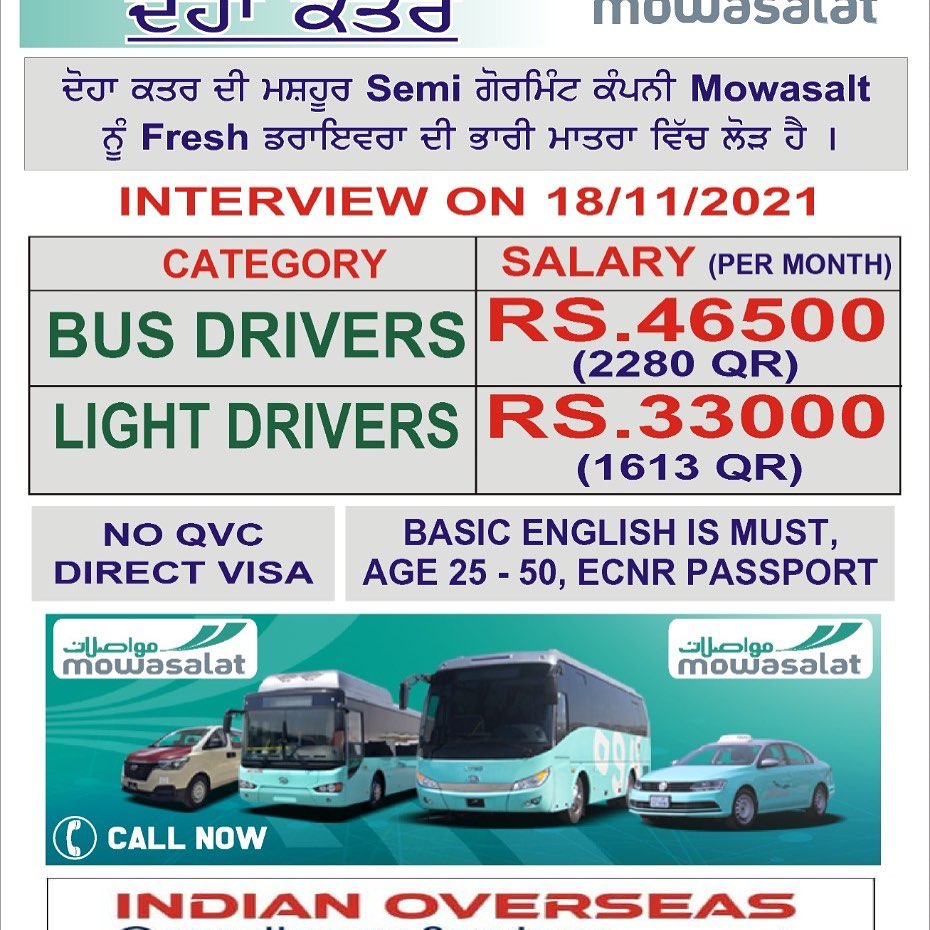 ਦੋਹਾ ਕਤਰ
mowasalat
ਦੋਹਾ ਕਤਰ ਦੀ ਮਸ਼ਹੂਰ Semi ਗੋਰਮਿੰਟ ਕੰਪਨੀ Mowasalt
ਨੂੰ Fresh ਡਰਾਇਵਰਾ ਦੀ ਭਾਰੀ ਮਾਤਰਾ ਵਿੱਚ ਲੋੜ ਹੈ ।
INTERVIEW ON 18/11/2021
CATEGORY
SALARY (PER MONTH)
BUS DRIVERS
RS.46500
(2280 QR)
LIGHT DRIVERS
RS.33000
(1613 QR)
NO QVC
DIRECT VISA
BASIC ENGLISH IS MUST,
AGE 25 - 50, ECNR PASSPORT
مواصلات
mowasalat
مواصلات
mowasalat
CALL NOW
INDIAN OVERSEAS